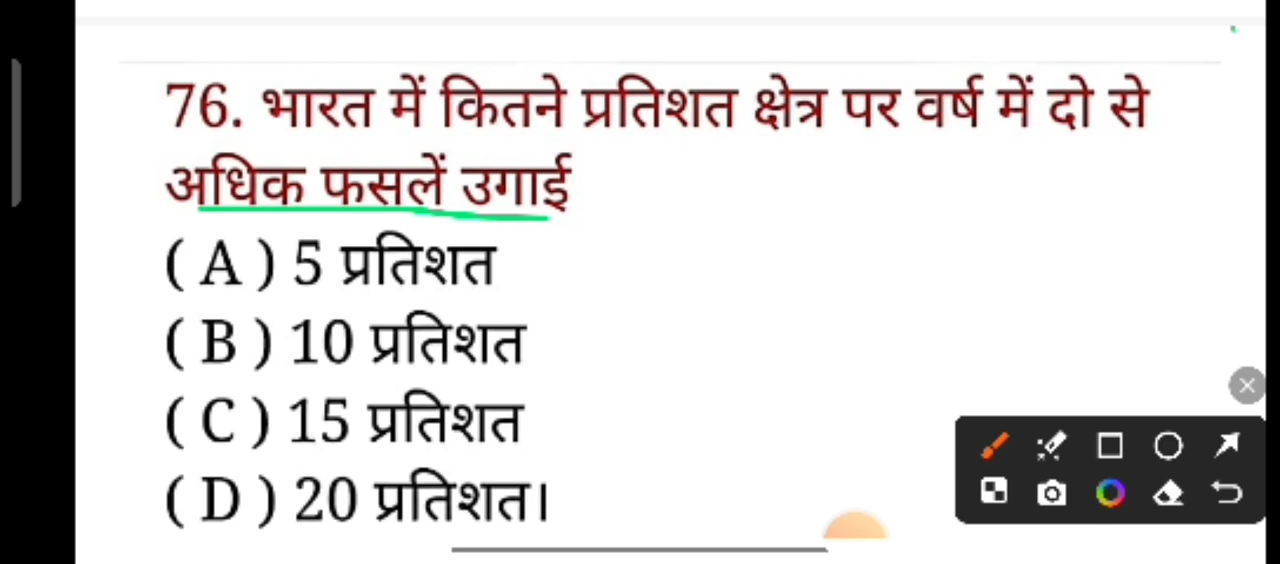 76. भारत में कितने प्रतिशत क्षेत्र पर वर्ष में दो से
अधिक फसलें उगाई
( A ) 5 प्रतिशत
( B ) 10 प्रतिशत
( C ) 15 प्रतिशत
( D ) 20 प्रतिशत।